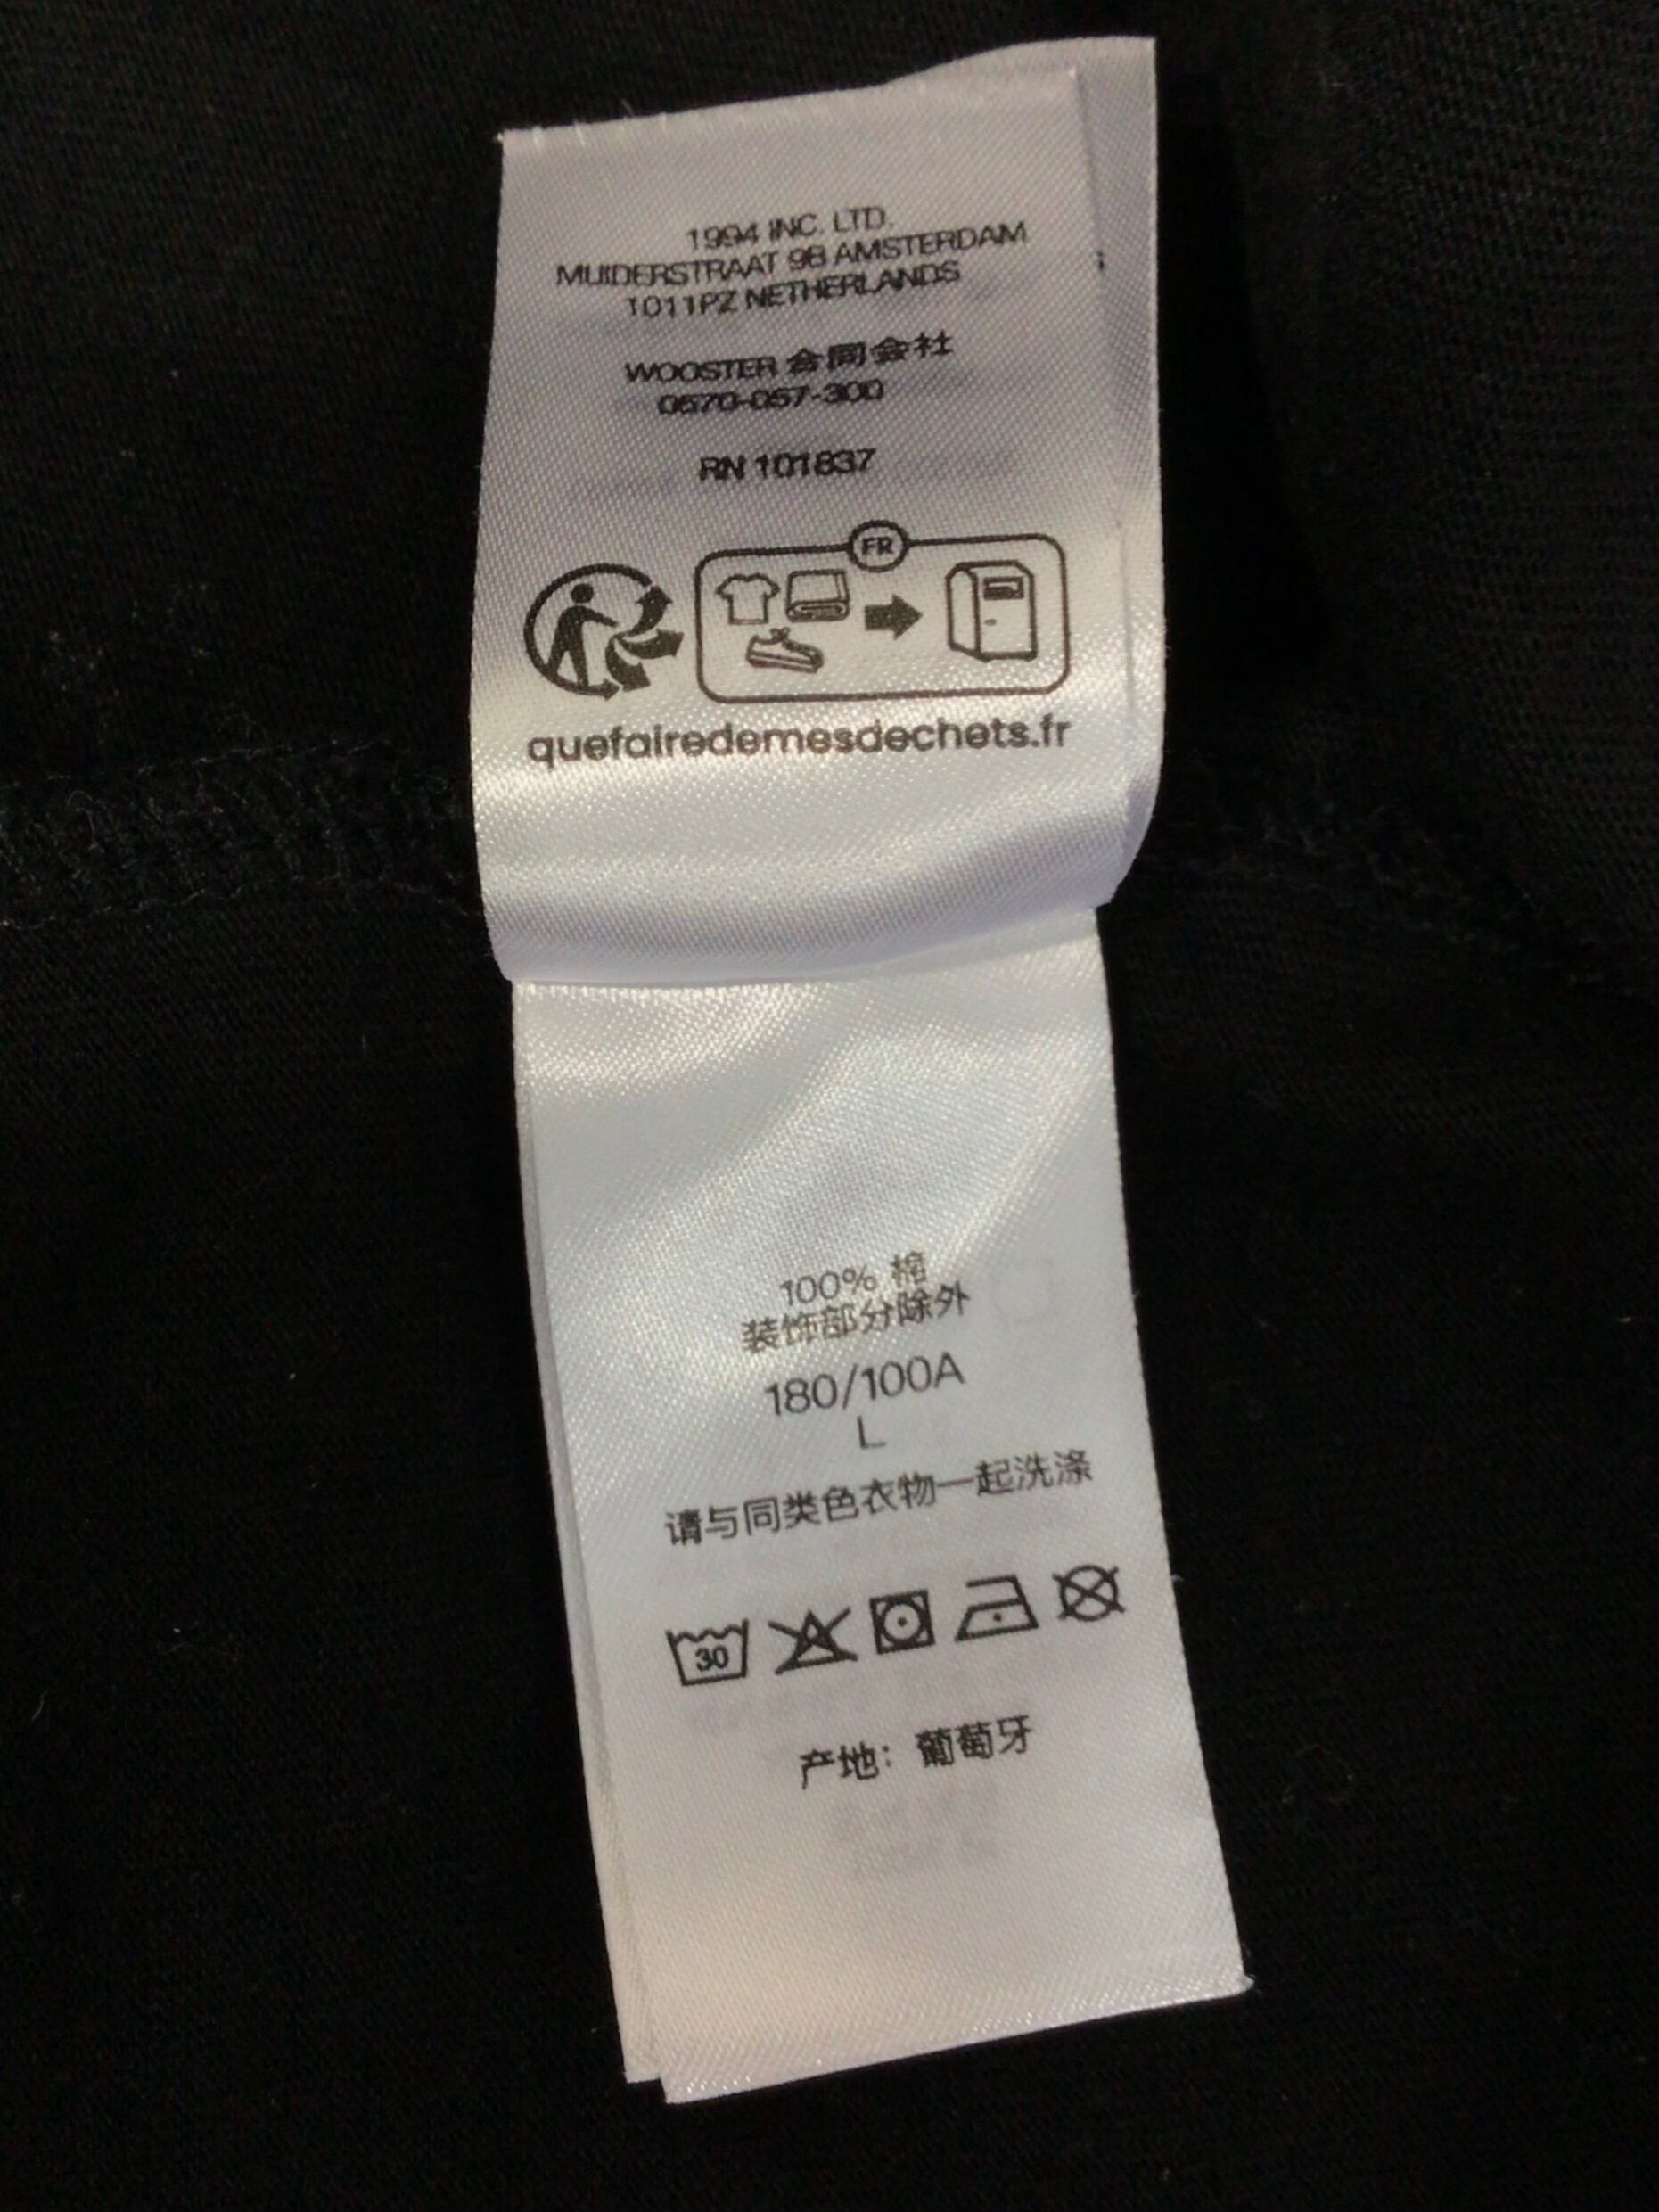 1994 INC. LTD.
MUIDERSTRAAT 9B AMSTERDAM
1011PZ NETHERLANDS
WOOSTER 合同会社
0570-057-300
RN 101837
FR
quefairedemesdechets.fr
100% 棉
装饰部分除外
180/100A
L
请与同类色衣物一起洗涤
30
产地：葡萄牙